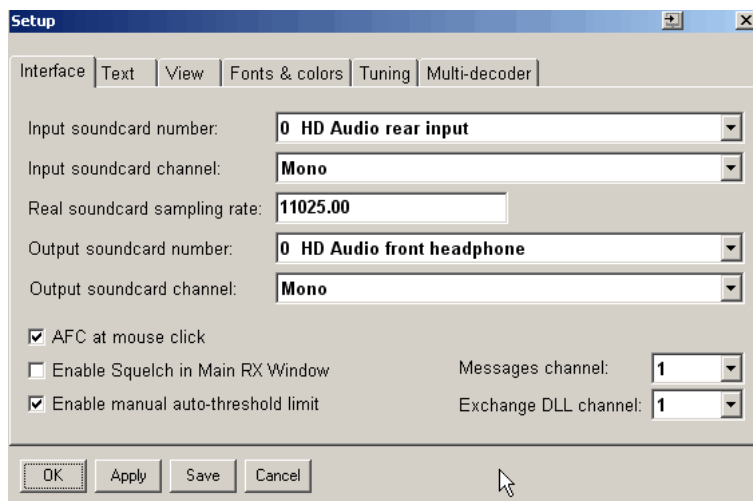 Setup
Interface Text View Fonts & colors Tuning Multi-decoder
Input soundcard number: 0 HD Audio rear input
Input soundcard channel: Mono
Real soundcard sampling rate: 11025.00
Output soundcard number: 0 HD Audio front headphone
Output soundcard channel: Mono
AFC at mouse click
Enable Squelch in Main RX Window Messages channel: 1
Enable manual auto-threshold limit Exchange DLL channel: 1
OK Apply Save Cancel